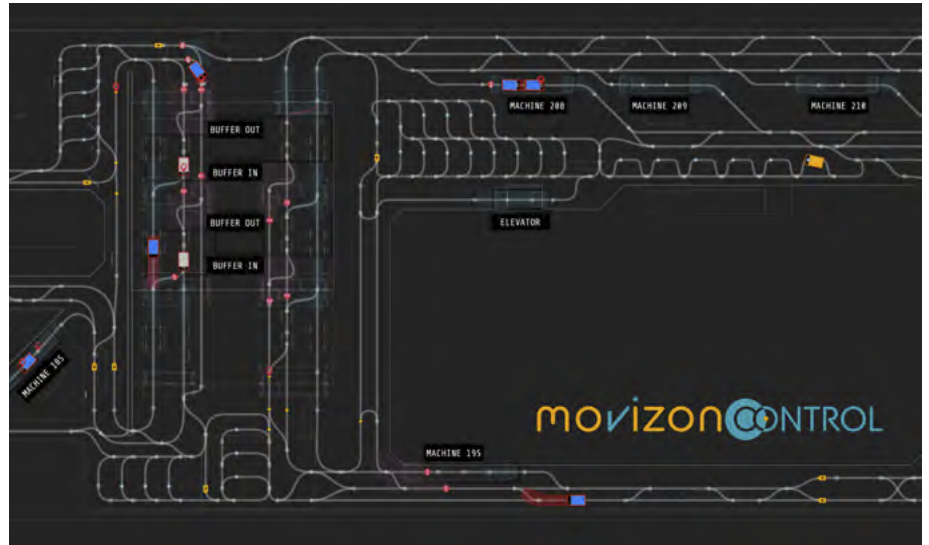 MACHINE 208
MACHINE 209
MACHINE 210
BUFFER OUT
BUFFER IN
BUFFER OUT
ELEVATOR
BUFFER IN
MACHINE 185
movizon CONTROL
MACHINE 195